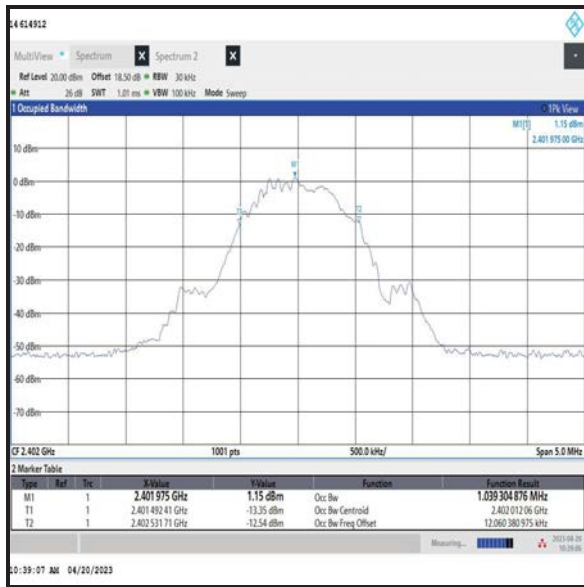 14 614912
MultiView Spectrum X Spectrum 2 X
Ref Level 20.00 dBm Offset 18.50 dB RBW 30 kHz
Att 26 dB SWT 1.01 ms VBW 100 kHz Mode Sweep
1 Occupied Bandwidth 1Pk View
M1[1] 1.15 dBm
2.401 975 00 GHz
10 dBm
M1
0 dBm
T1 T2
-10 dBm
-20 dBm
-30 dBm
-40 dBm
-50 dBm
-60 dBm
-70 dBm
CF 2.402 GHz 1001 pts 500.0 kHz/ Span 5.0 MHz
2 Marker Table
Type Ref Trc X-Value Y-Value Function Function Result
M1 1 2.401 975 GHz 1.15 dBm Occ Bw 1.039 304 876 MHz
T1 1 2.401 492 41 GHz -13.35 dBm Occ Bw Centroid 2.402 012 06 GHz
T2 1 2.402 531 71 GHz -12.54 dBm Occ Bw Freq Offset 12.060 380 975 kHz
Measuring... 2023-04-20
10:39:06
10:39:07 AM 04/20/2023